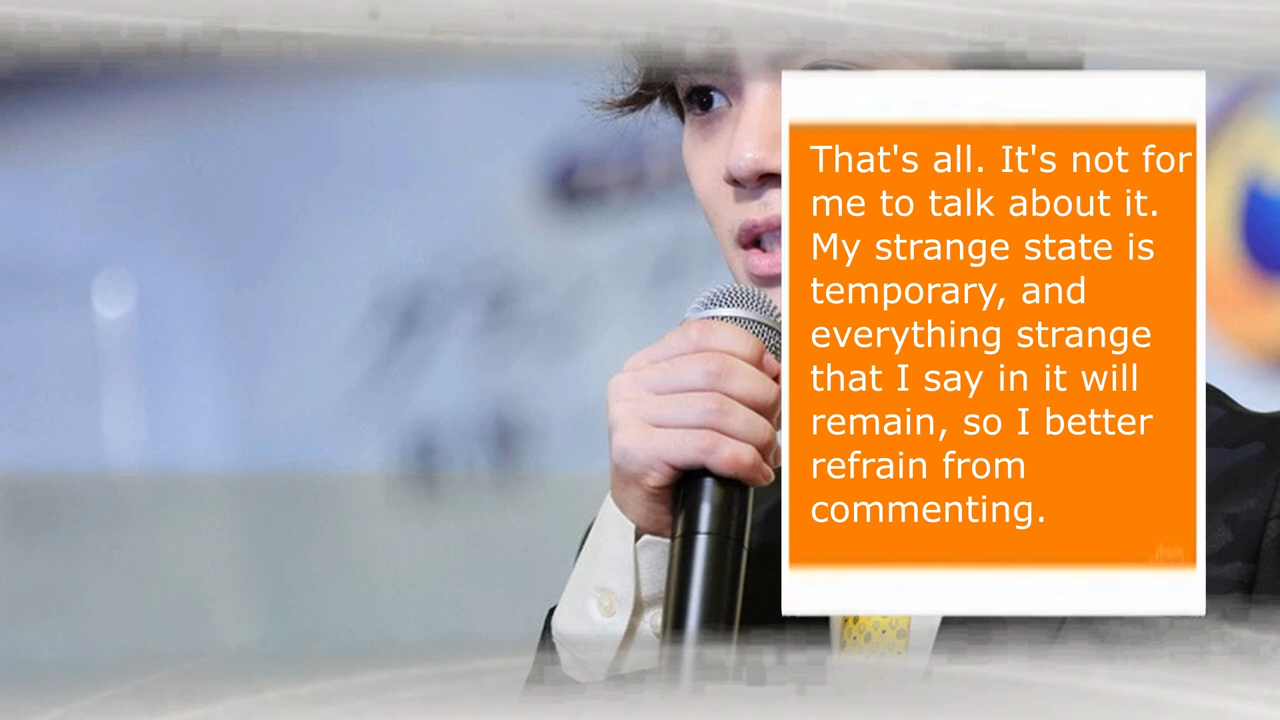 That's all. It's not for
me to talk about it.
My strange state is
temporary, and
everything strange
that I say in it will
remain, so I better
refrain from
commenting.